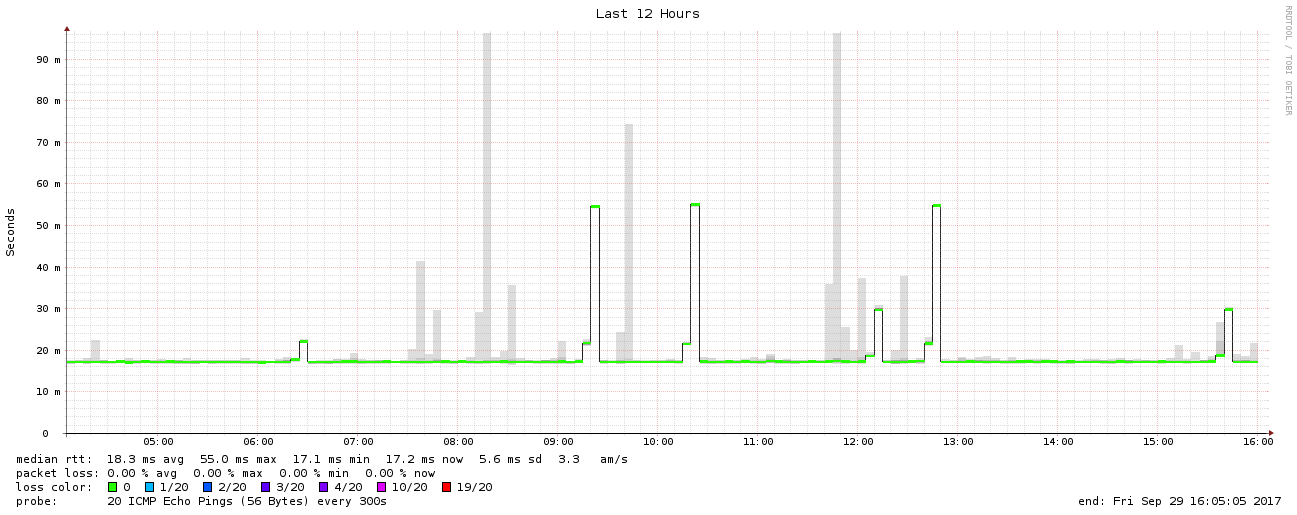 Last 12 Hours
RRDTOOL / TOBI OETIKER
Seconds
90 m
80 m
70 m
60 m
50 m
40 m
30 m
20 m
10 m
0
05:00 06:00 07:00 08:00 09:00 10:00 11:00 12:00 13:00 14:00 15:00 16:00
median rtt: 18.3 ms avg 55.0 ms max 17.1 ms min 17.2 ms now 5.6 ms sd 3.3 am/s
packet loss: 0.00 % avg 0.00 % max 0.00 % min 0.00 % now
loss color: 0 1/20 2/20 3/20 4/20 10/20 19/20
probe: 20 ICMP Echo Pings (56 Bytes) every 300s end: Fri Sep 29 16:05:05 2017